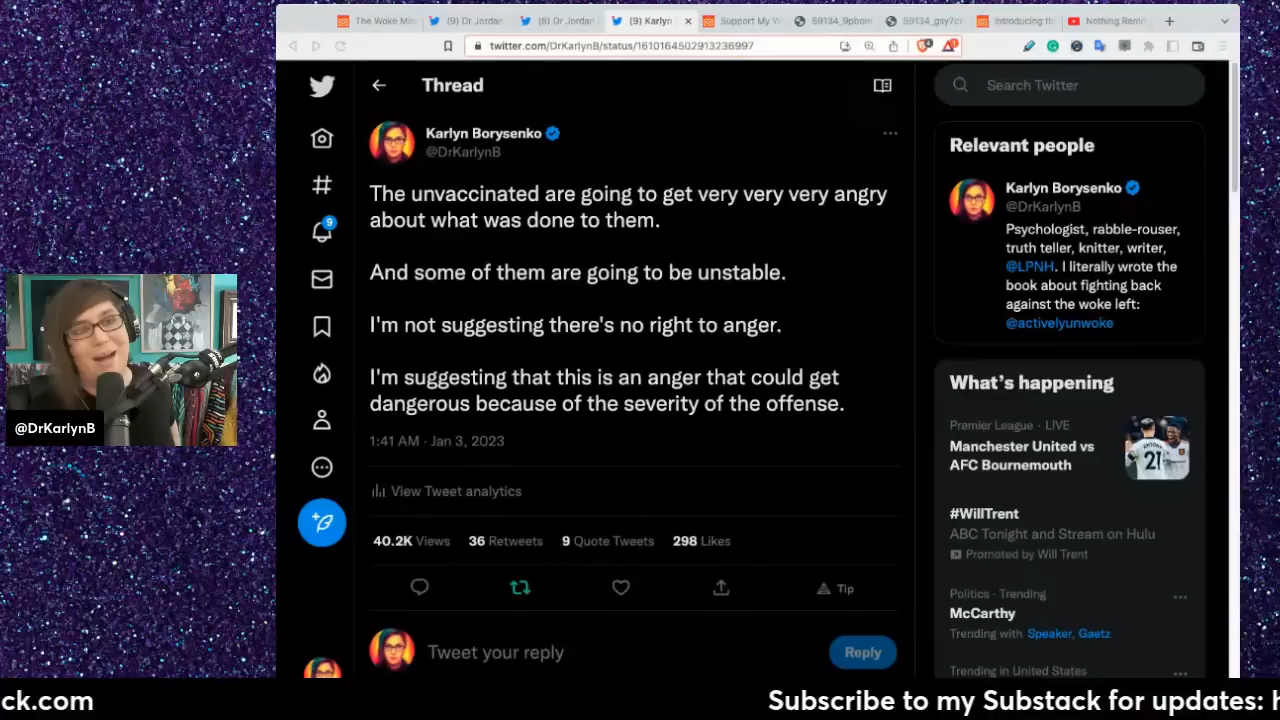 The Woke Mi
(9) Dr Jordan
(8) Dr Jordan
(9) Karlyn
Support My W
59134_9pbom
59134_gsy7c
Introducing th
Nothing Rem
twitter.com/DrKarlynB/status/1610164502913236997
Thread
Search Twitter
Karlyn Borysenko
@DrKarlynB
The unvaccinated are going to get very very very angry
about what was done to them.
And some of them are going to be unstable.
I'm not suggesting there's no right to anger.
I'm suggesting that this is an anger that could get
dangerous because of the severity of the offense.
1:41 AM · Jan 3, 2023
View Tweet analytics
40.2K Views 36 Retweets 9 Quote Tweets 298 Likes
Tip
Tweet your reply
Reply
9
Relevant people
Karlyn Borysenko
@DrKarlynB
Psychologist, rabble-rouser,
truth teller, knitter, writer,
@LPNH. I literally wrote the
book about fighting back
against the woke left:
@activelyunwoke
What's happening
Premier League · LIVE
Manchester United vs
AFC Bournemouth
21
#WillTrent
ABC Tonight and Stream on Hulu
Promoted by Will Trent
Politics · Trending
McCarthy
Trending with Speaker, Gaetz
Trending in United States
@DrKarlynB
ck.com
Subscribe to my Substack for updates: h